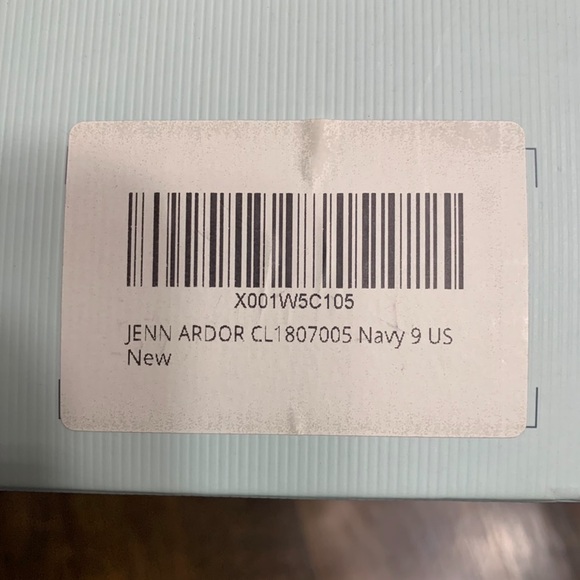 X001W5C105
JENN ARDOR CL1807005 Navy 9 US
New